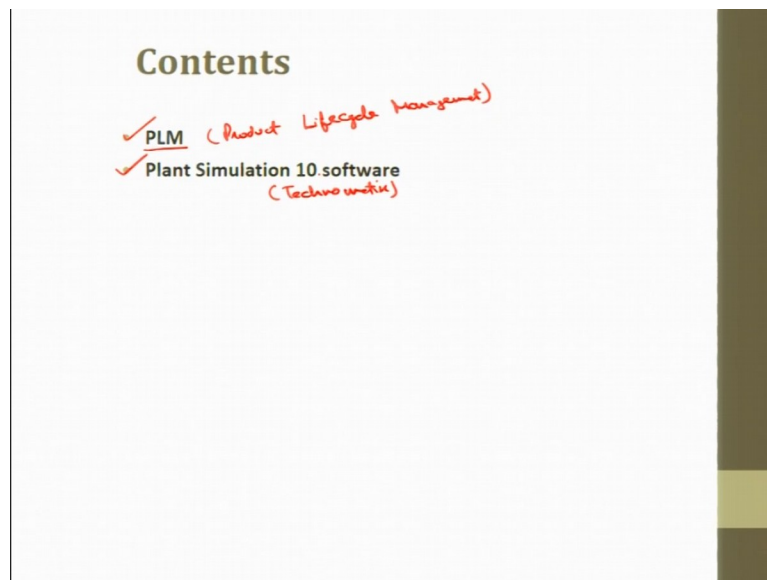 Contents
PLM (Product Lifecycle Management)
Plant Simulation 10.software
(Technomatix)